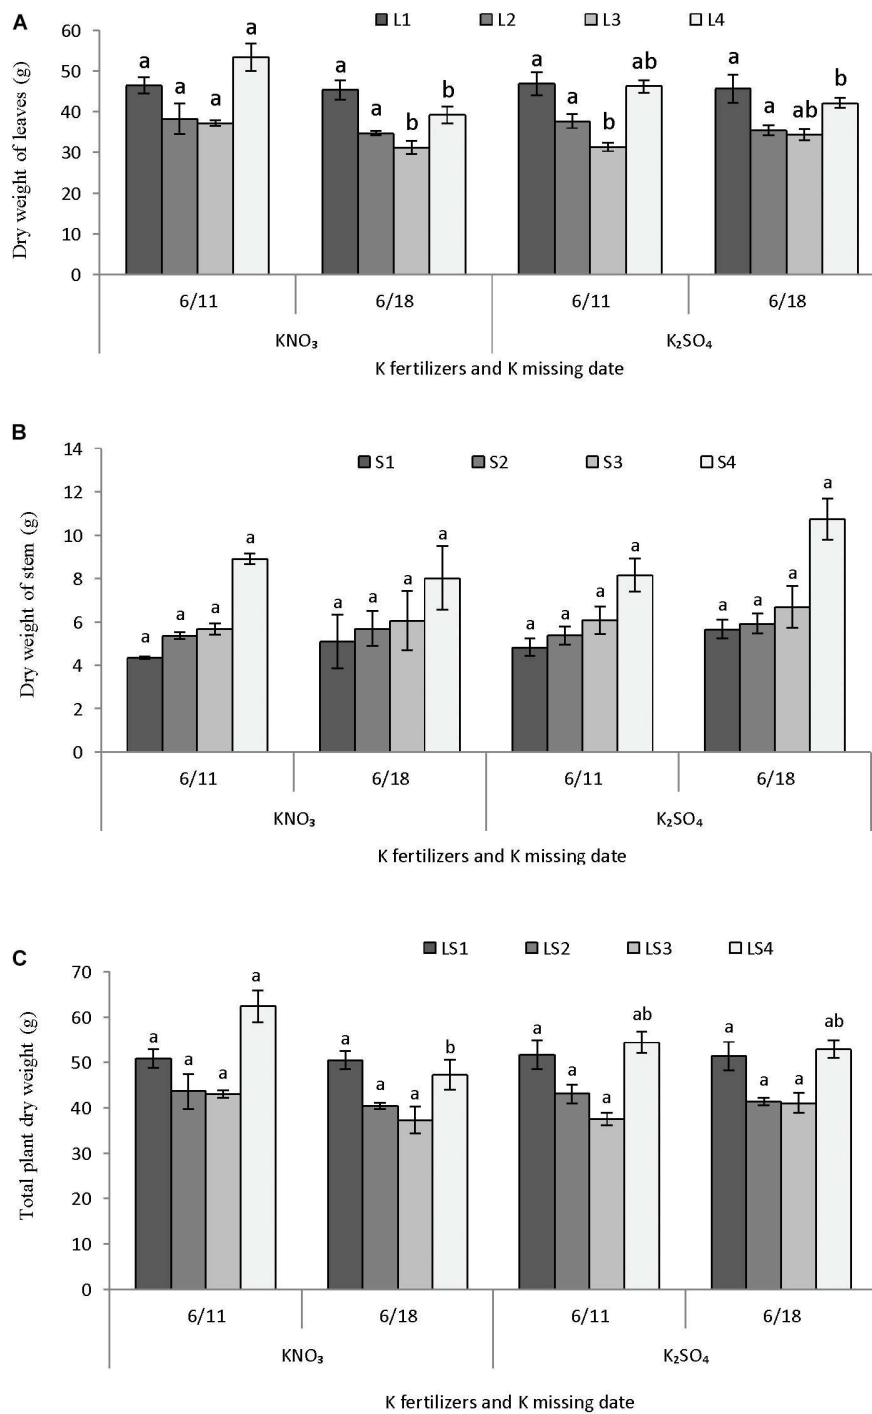 A
L1 L2 L3 L4
Dry weight of leaves (g)
60
50
40
30
20
10
0
a a a a
a a b b
a a b ab
a a ab b
6/11 6/18 6/11 6/18
KNO₃ K₂SO₄
K fertilizers and K missing date
B
S1 S2 S3 S4
Dry weight of stem (g)
14
12
10
8
6
4
2
0
a a a a
a a a a
a a a a
a a a a
6/11 6/18 6/11 6/18
KNO₃ K₂SO₄
K fertilizers and K missing date
C
LS1 LS2 LS3 LS4
Total plant dry weight (g)
70
60
50
40
30
20
10
0
a a a a
a a a b
a a a ab
a a a ab
6/11 6/18 6/11 6/18
KNO₃ K₂SO₄
K fertilizers and K missing date